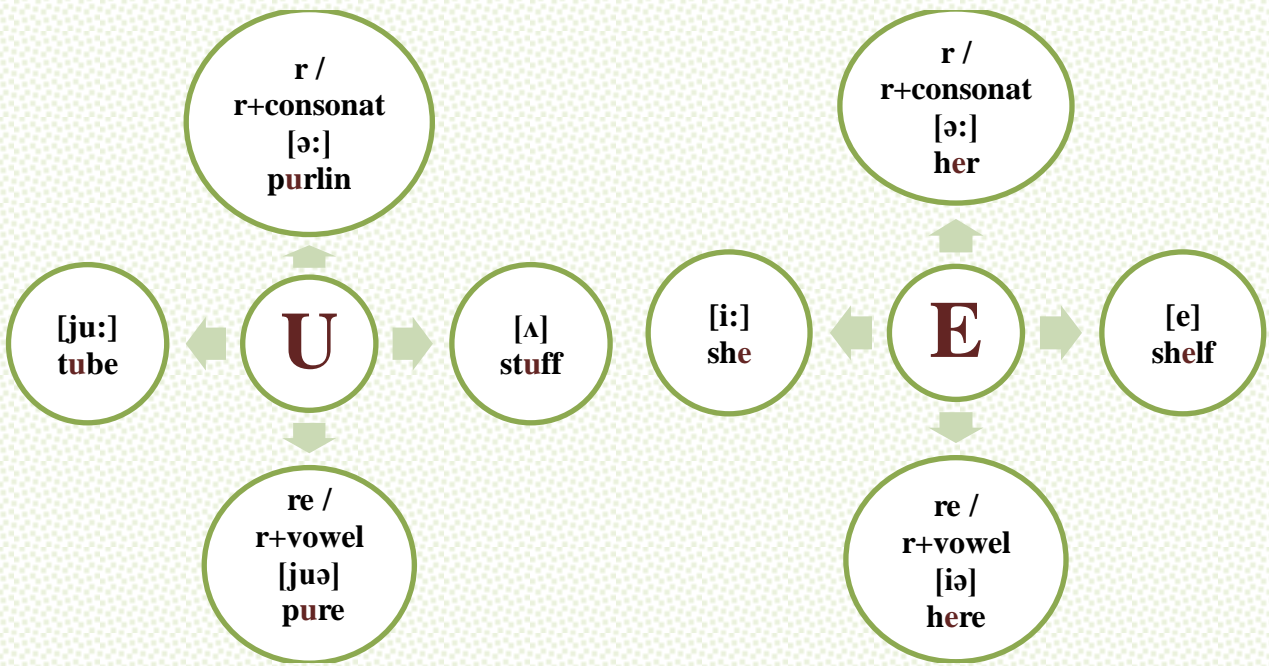 r /
r+consonat
[ə:]
purlin
[ju:]
tube
U
[ʌ]
stuff
re /
r+vowel
[juə]
pure
r /
r+consonat
[ə:]
her
[i:]
she
E
[e]
shelf
re /
r+vowel
[iə]
here